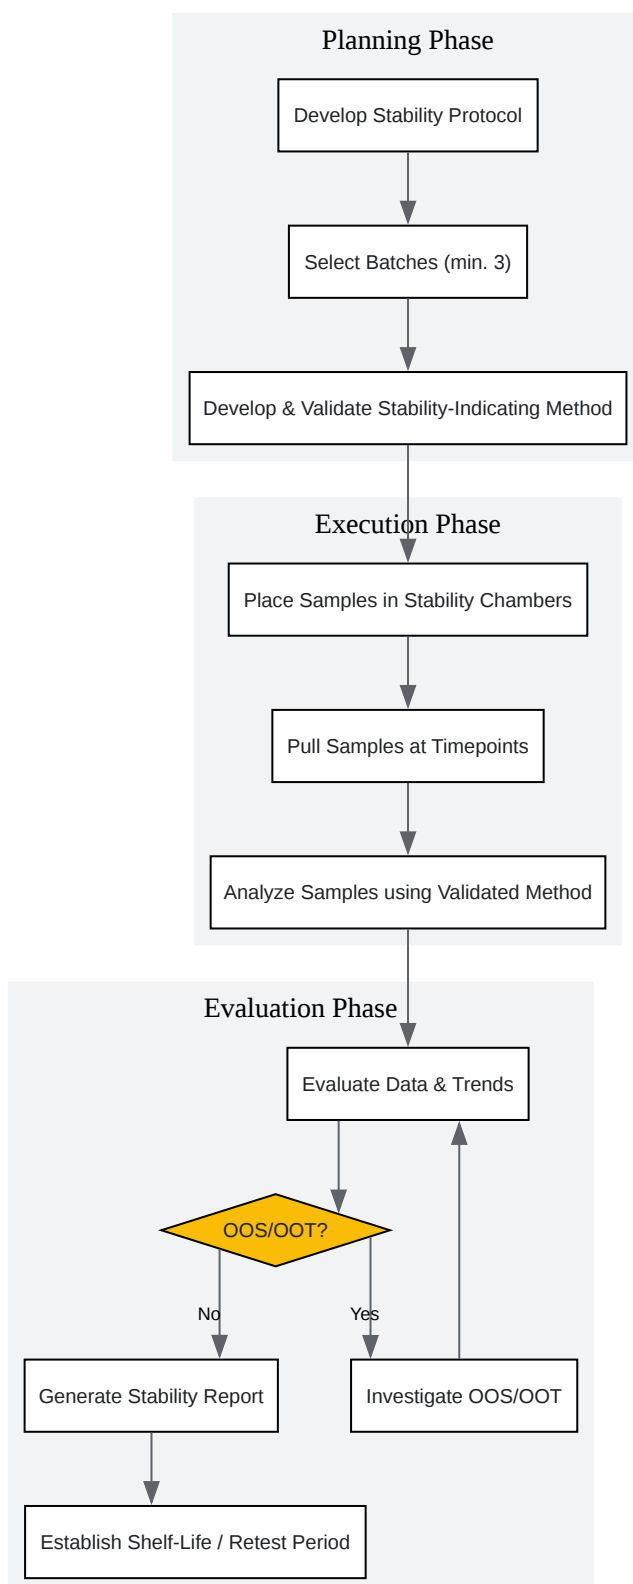 Planning Phase
Develop Stability Protocol
Select Batches (min. 3)
Develop & Validate Stability-Indicating Method
Execution Phase
Place Samples in Stability Chambers
Pull Samples at Timepoints
Analyze Samples using Validated Method
Evaluation Phase
Evaluate Data & Trends
OOS/OOT?
No
Yes
Generate Stability Report
Investigate OOS/OOT
Establish Shelf-Life / Retest Period